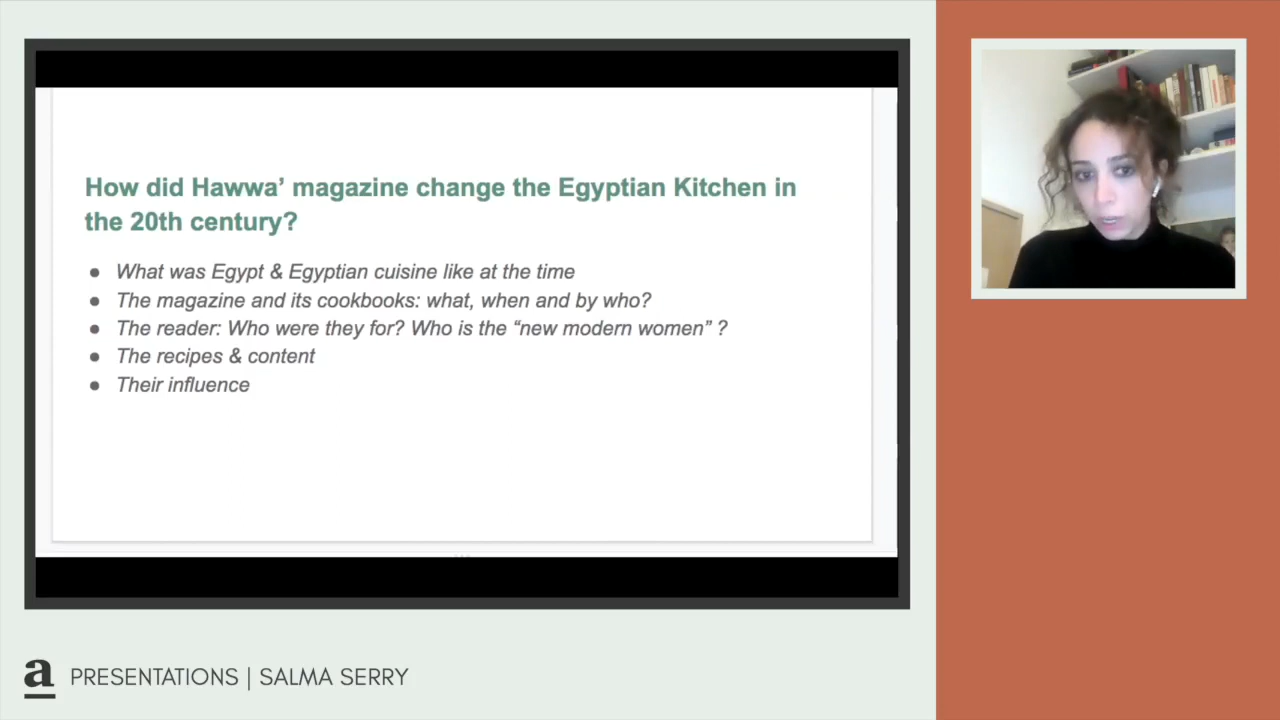 How did Hawwa’ magazine change the Egyptian Kitchen in
the 20th century?
● What was Egypt & Egyptian cuisine like at the time
● The magazine and its cookbooks: what, when and by who?
● The reader: Who were they for? Who is the “new modern women” ?
● The recipes & content
● Their influence
a PRESENTATIONS | SALMA SERRY